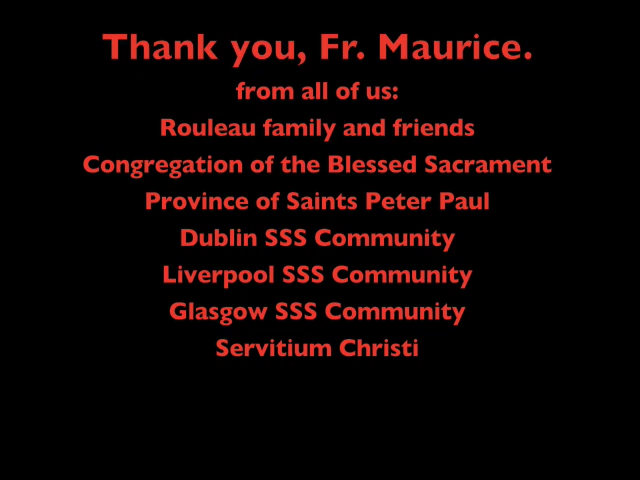 Thank you, Fr. Maurice.
from all of us:
Rouleau family and friends
Congregation of the Blessed Sacrament
Province of Saints Peter Paul
Dublin SSS Community
Liverpool SSS Community
Glasgow SSS Community
Servitium Christi